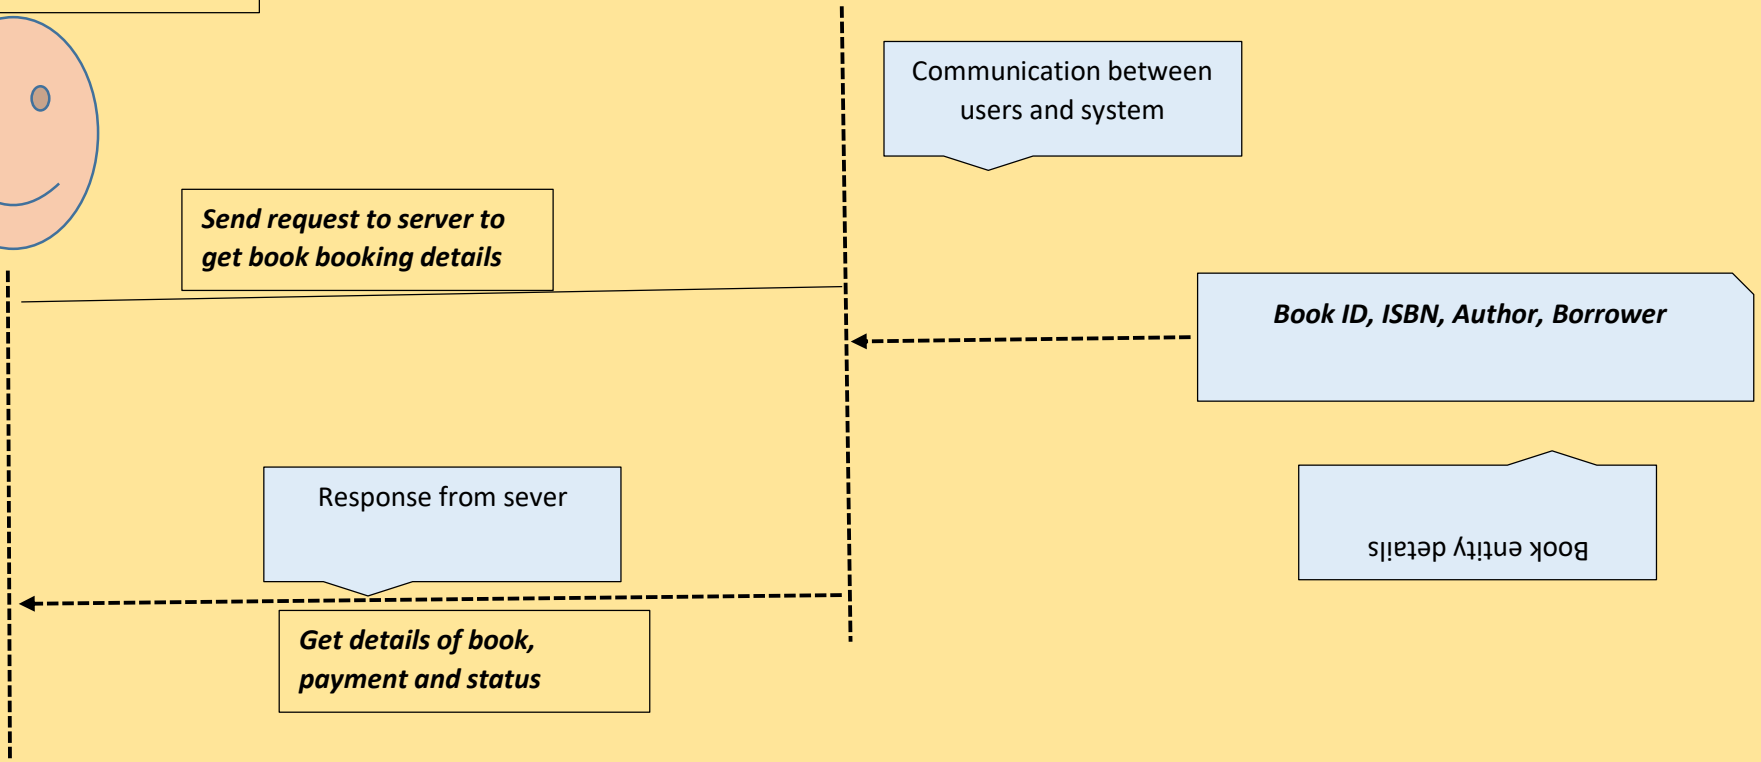 Communication between
users and system
Send request to server to
get book booking details
Book ID, ISBN, Author, Borrower
Response from sever
Book entity details
Get details of book,
payment and status